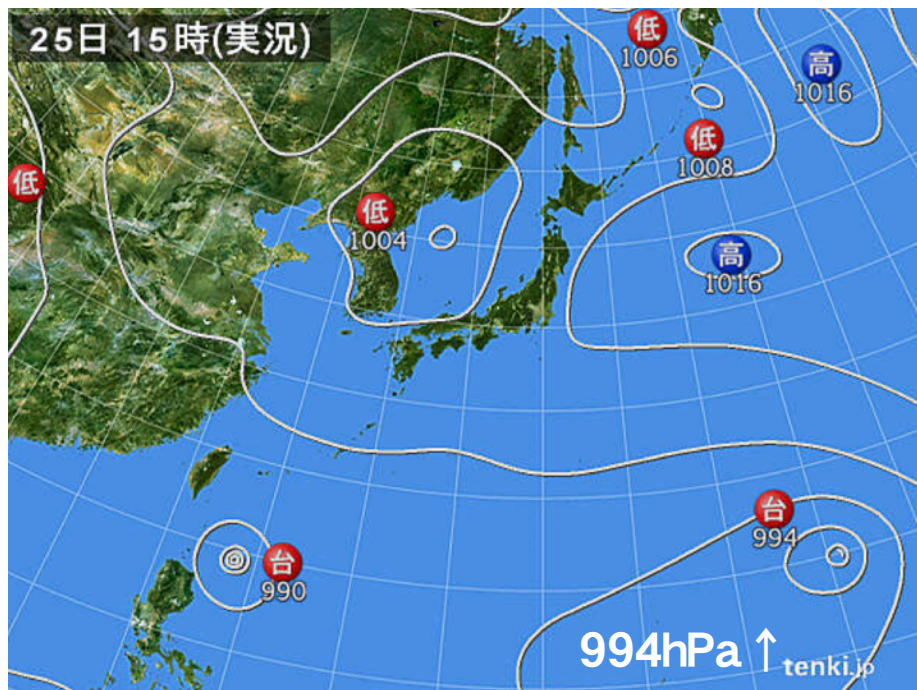 25日 15時(実況)
低
1006
高
1016
低
1008
低
低
1004
高
1016
台
994
台
990
994hPa↑
tenki.jp